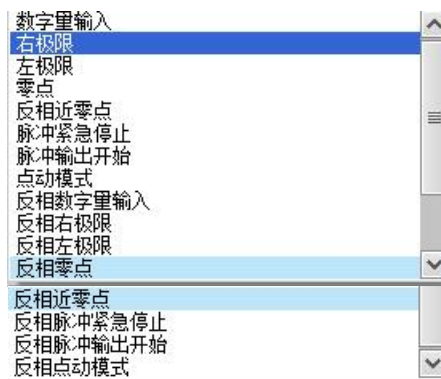 数字量输入
右极限
左极限
零点
反相近零点
脉冲紧急停止
脉冲输出开始
点动模式
反相数字量输入
反相右极限
反相左极限
反相零点
反相近零点
反相脉冲紧急停止
反相脉冲输出开始
反相点动模式